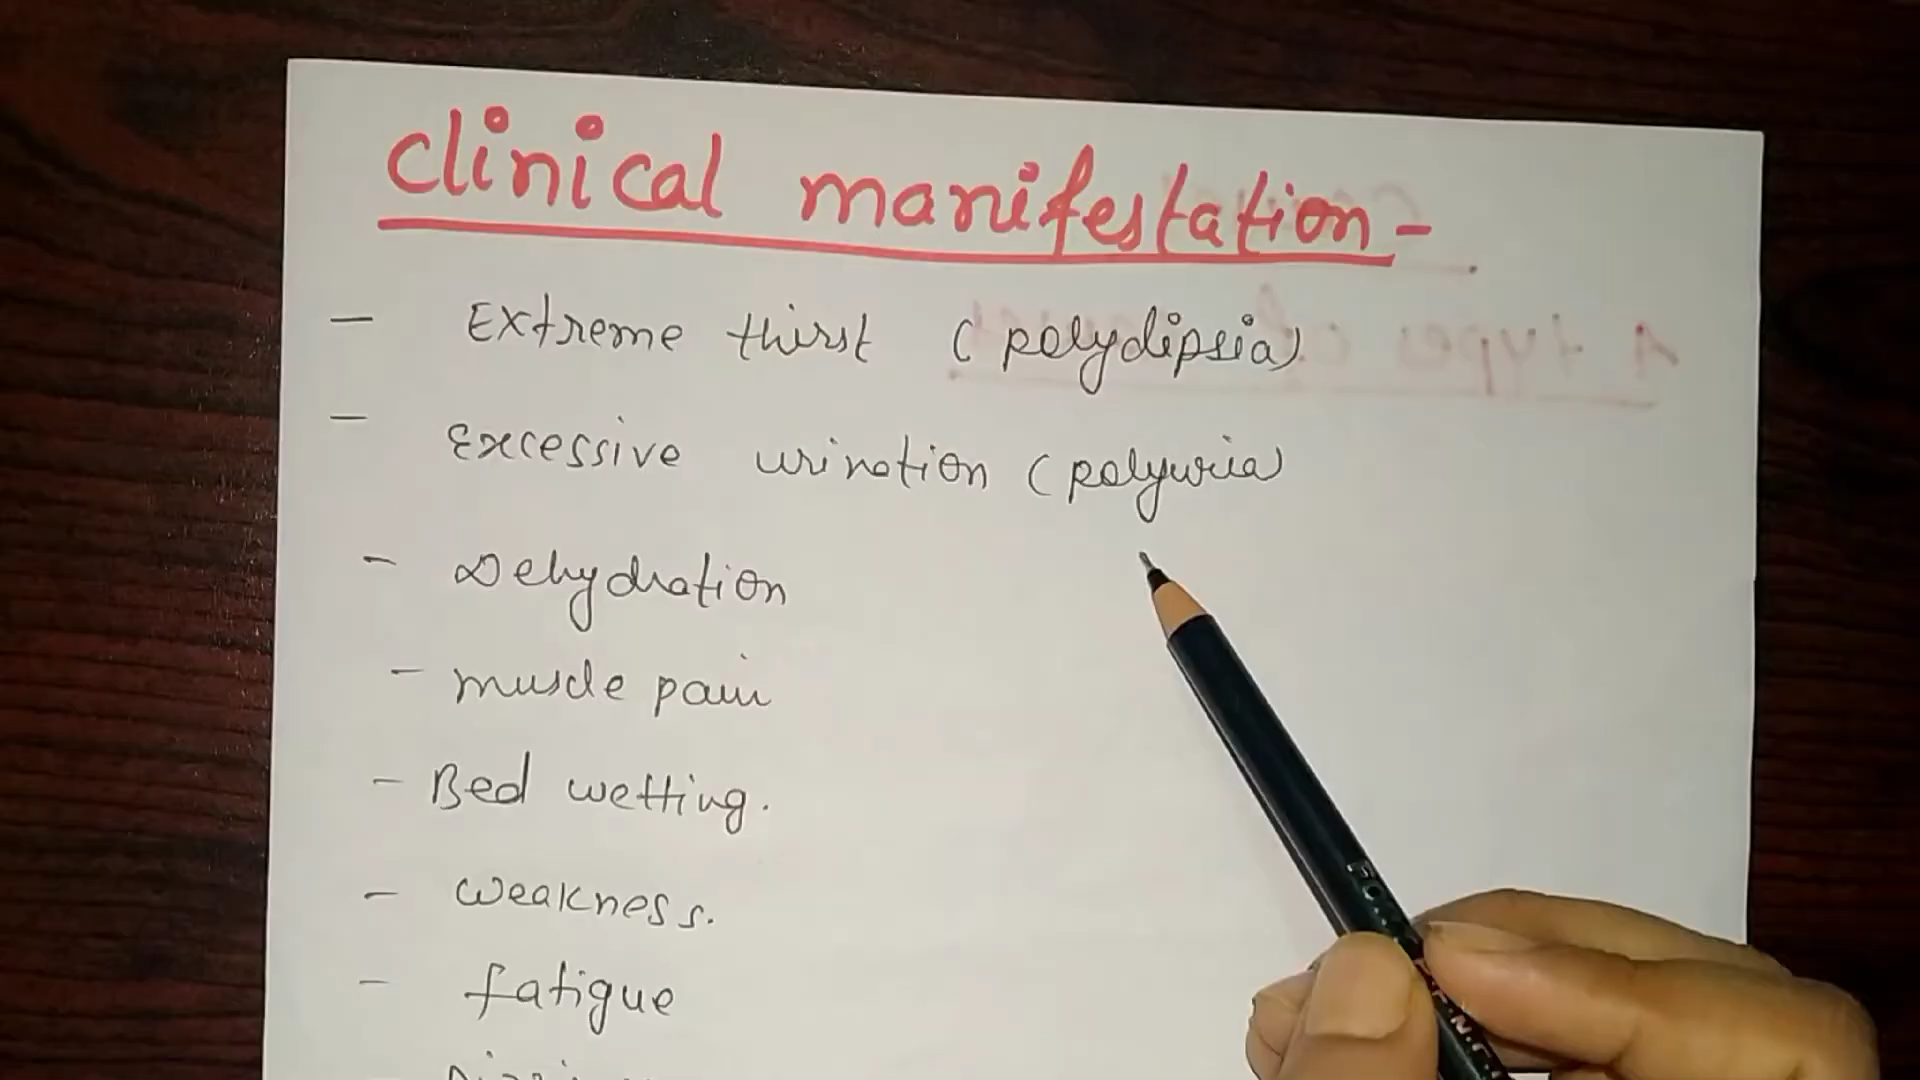 Clinical manifestation -
- Extreme thirst (polydipsia)
- Excessive urination (polyuria)
- Dehydration
- muscle pain
- Bed wetting.
- weakness.
- fatigue